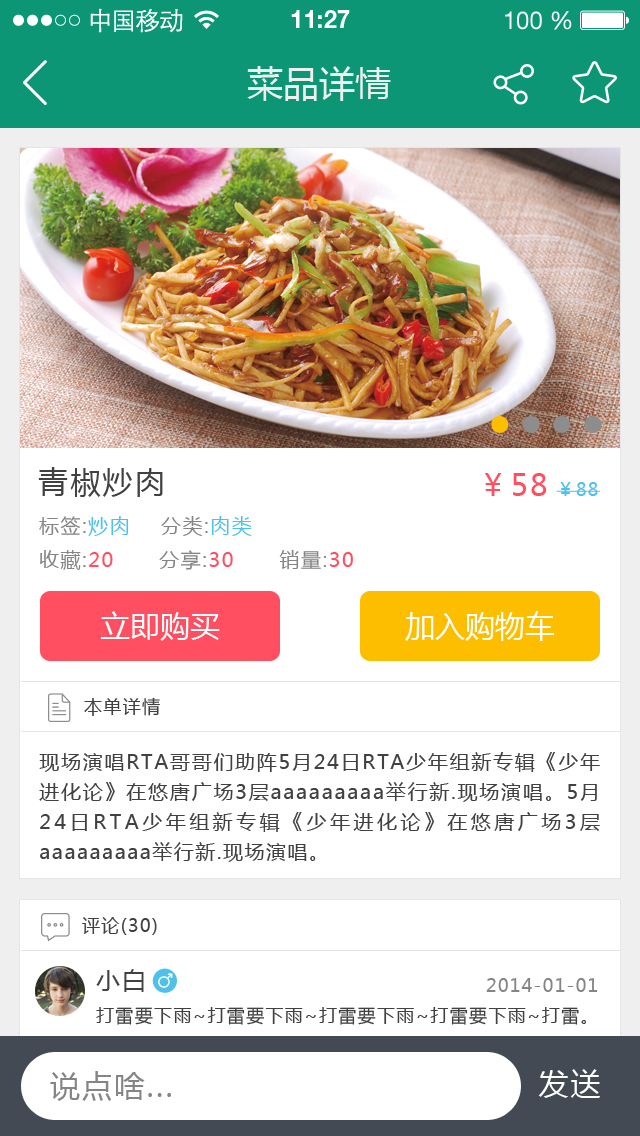 中国移动 11:27 100 %
菜品详情
青椒炒肉 ¥ 58 ¥ 88
标签:炒肉 分类:肉类
收藏:20 分享:30 销量:30
立即购买 加入购物车
本单详情
现场演唱RTA哥哥们助阵5月24日RTA少年组新专辑《少年
进化论》在悠唐广场3层aaaaaaaaa举行新.现场演唱。5月
24日RTA少年组新专辑《少年进化论》在悠唐广场3层
aaaaaaaaa举行新.现场演唱。
评论(30)
小白 2014-01-01
打雷要下雨~打雷要下雨~打雷要下雨~打雷要下雨~打雷。
说点啥... 发送